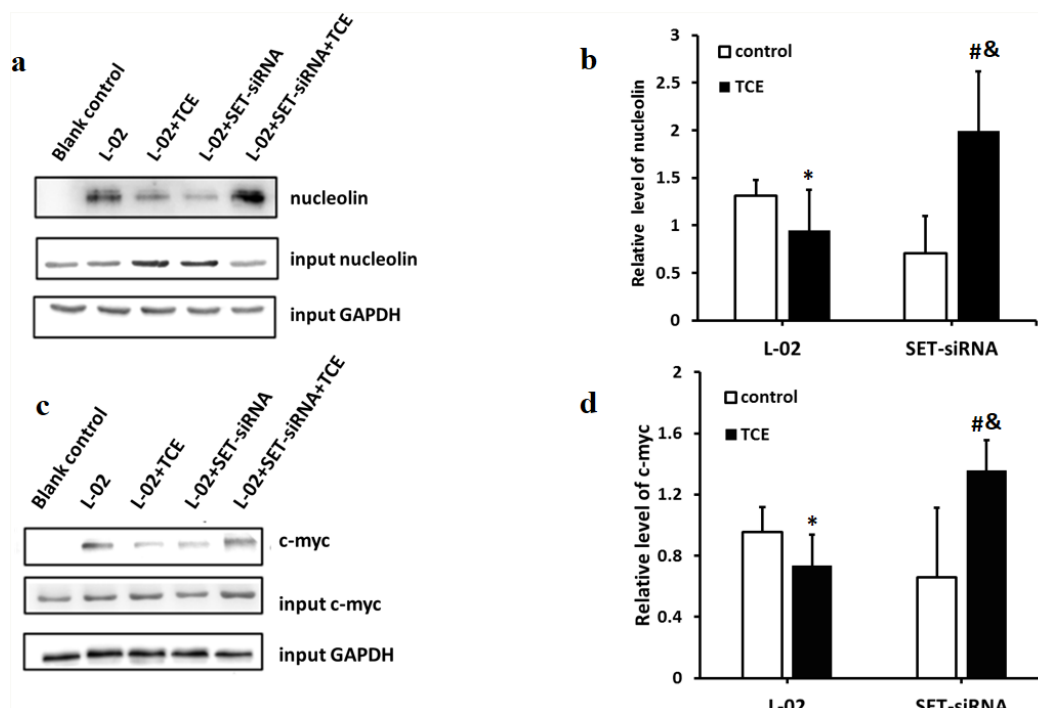 a
Blank control
L-02
L-02+TCE
L-02+SET-siRNA
L-02+SET-siRNA+TCE
nucleolin
input nucleolin
input GAPDH
b
Relative level of nucleolin
3
2.5
2
1.5
1
0.5
0
control
TCE
*
#&
L-02
SET-siRNA
c
Blank control
L-02
L-02+TCE
L-02+SET-siRNA
L-02+SET-siRNA+TCE
c-myc
input c-myc
input GAPDH
d
Relative level of c-myc
2
1.6
1.2
0.8
0.4
0
control
TCE
*
#&
L-02
SET-siRNA